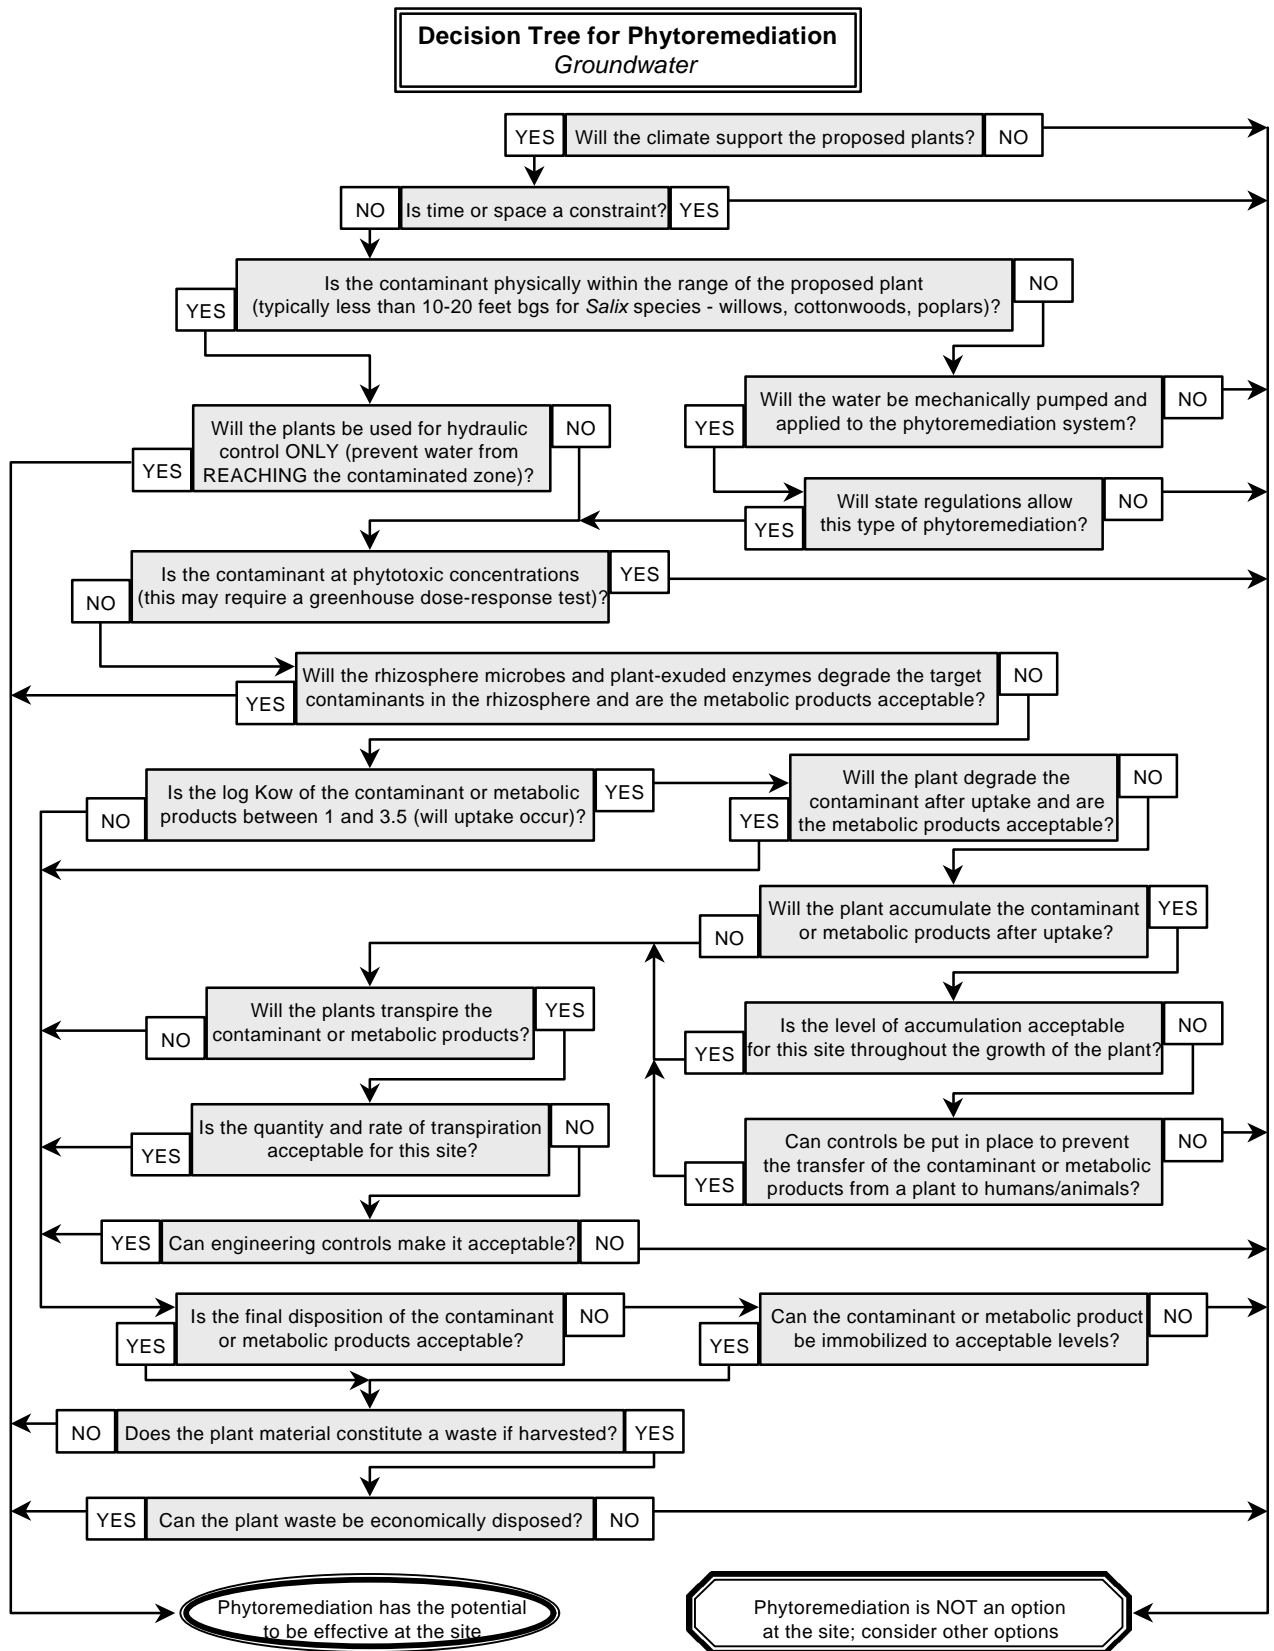 Decision Tree for Phytoremediation
Groundwater
YES
Will the climate support the proposed plants?
NO
NO
Is time or space a constraint?
YES
Is the contaminant physically within the range of the proposed plant
(typically less than 10-20 feet bgs for Salix species - willows, cottonwoods, poplars)?
NO
YES
Will the water be mechanically pumped and
applied to the phytoremediation system?
NO
YES
Will the plants be used for hydraulic
control ONLY (prevent water from
REACHING the contaminated zone)?
NO
YES
Will state regulations allow
this type of phytoremediation?
NO
YES
Is the contaminant at phytotoxic concentrations
(this may require a greenhouse dose-response test)?
YES
NO
Will the rhizosphere microbes and plant-exuded enzymes degrade the target
contaminants in the rhizosphere and are the metabolic products acceptable?
NO
YES
Is the log Kow of the contaminant or metabolic
products between 1 and 3.5 (will uptake occur)?
YES
NO
Will the plant degrade the
contaminant after uptake and are
the metabolic products acceptable?
NO
YES
Will the plant accumulate the contaminant
or metabolic products after uptake?
YES
NO
Will the plants transpire the
contaminant or metabolic products?
YES
NO
Is the level of accumulation acceptable
for this site throughout the growth of the plant?
NO
YES
Is the quantity and rate of transpiration
acceptable for this site?
NO
YES
Can controls be put in place to prevent
the transfer of the contaminant or metabolic
products from a plant to humans/animals?
NO
YES
YES
Can engineering controls make it acceptable?
NO
Is the final disposition of the contaminant
or metabolic products acceptable?
NO
YES
Can the contaminant or metabolic product
be immobilized to acceptable levels?
NO
YES
NO
Does the plant material constitute a waste if harvested?
YES
YES
Can the plant waste be economically disposed?
NO
Phytoremediation has the potential
to be effective at the site
Phytoremediation is NOT an option
at the site; consider other options